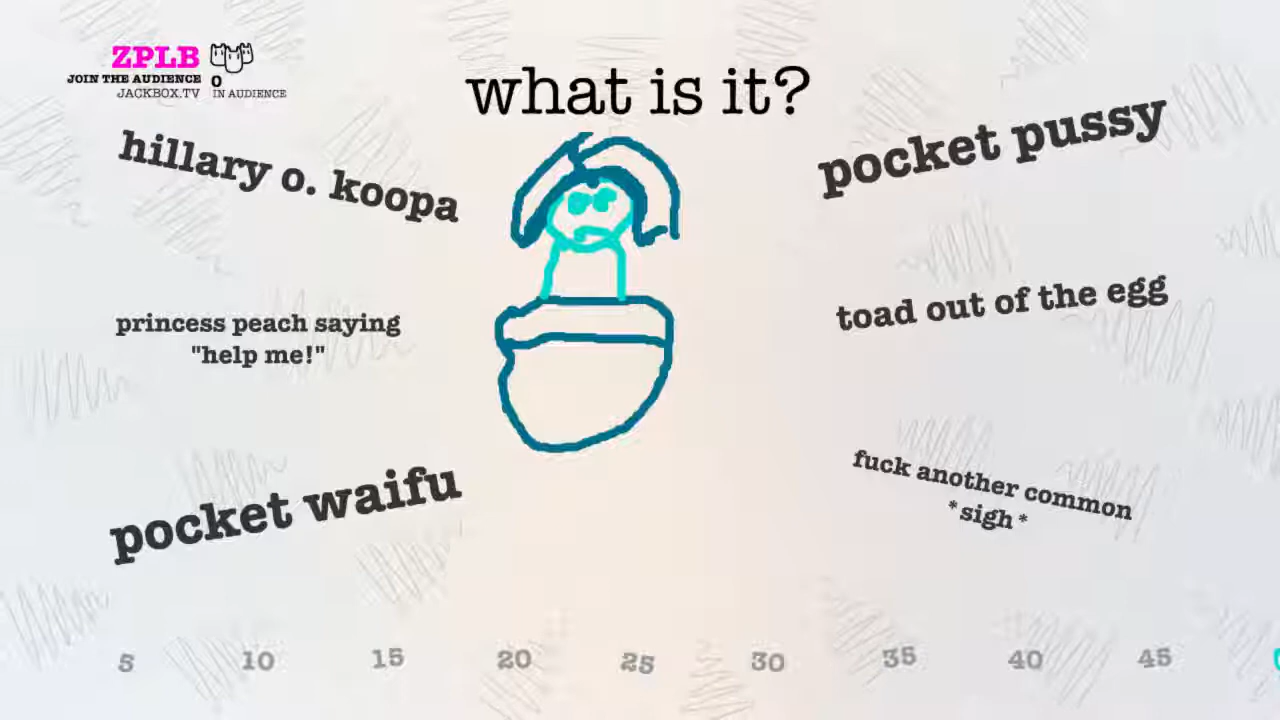 ZPLB
JOIN THE AUDIENCE
JACKBOX.TV
0
IN AUDIENCE
what is it?
hillary o. koopa
pocket pussy
princess peach saying
"help me!"
toad out of the egg
pocket waifu
fuck another common
*sigh*
5 10 15 20 25 30 35 40 45